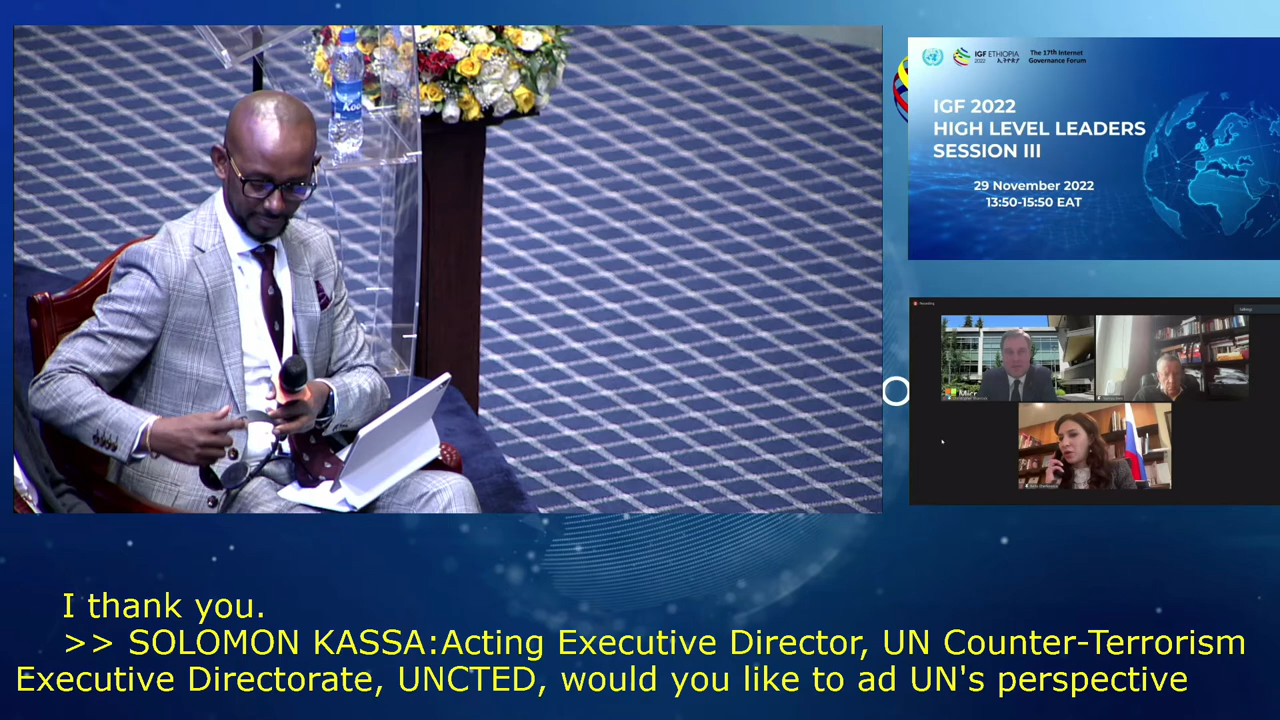 IGF ETHIOPIA
2022 ኢትዮጵያ
The 17th Internet
Governance Forum
IGF 2022
HIGH LEVEL LEADERS
SESSION III
29 November 2022
13:50-15:50 EAT
I thank you.
>> SOLOMON KASSA:Acting Executive Director, UN Counter-Terrorism
Executive Directorate, UNCTED, would you like to ad UN's perspective